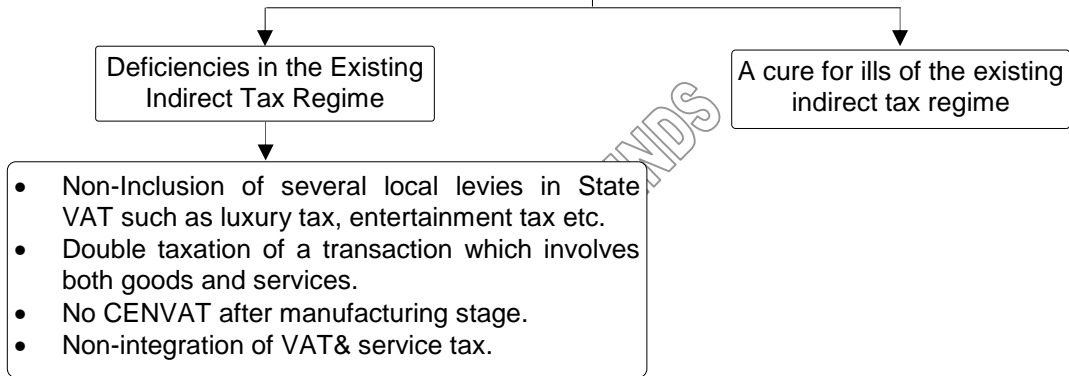 Deficiencies in the Existing
Indirect Tax Regime
A cure for ills of the existing
indirect tax regime
• Non-Inclusion of several local levies in State
VAT such as luxury tax, entertainment tax etc.
• Double taxation of a transaction which involves
both goods and services.
• No CENVAT after manufacturing stage.
• Non-integration of VAT& service tax.